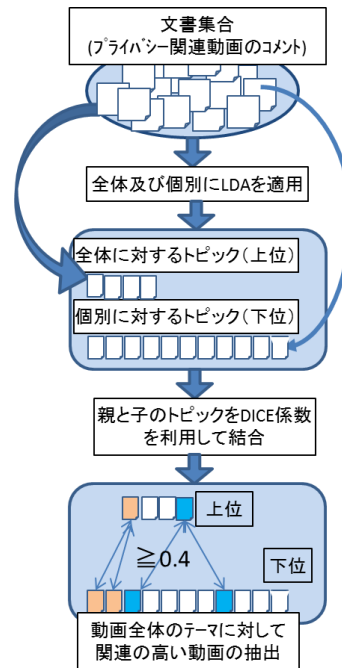 文書集合
(プライバシー関連動画のコメント)
全体及び個別にLDAを適用
全体に対するトピック(上位)
個別に対するトピック(下位)
親と子のトピックをDICE係数
を利用して結合
上位
≧0.4
下位
動画全体のテーマに対して
関連の高い動画の抽出